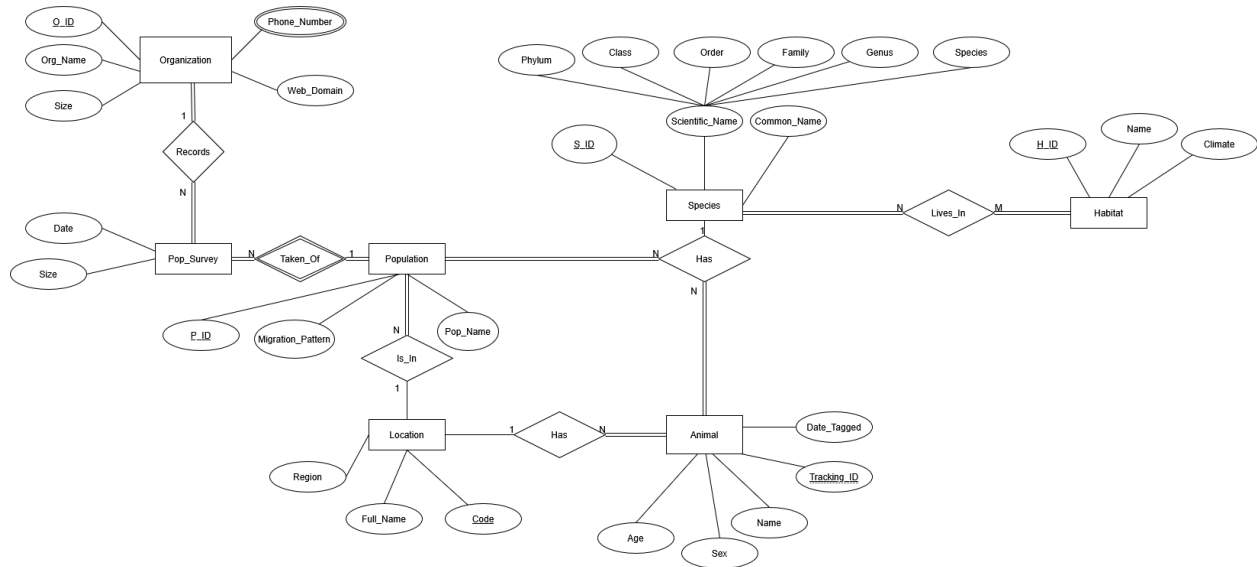 O_ID
Phone_Number
Org_Name
Organization
Size
Web_Domain
1
Records
N
Phylum
Class
Order
Family
Genus
Species
Scientific_Name
Common_Name
S_ID
H_ID
Name
Climate
Species
N
Lives_In
M
Habitat
Date
Size
Pop_Survey
N
Taken_Of
1
Population
N
1
Has
N
P_ID
Migration_Pattern
Pop_Name
N
Is_In
1
Location
1
Has
N
Animal
Date_Tagged
Tracking_ID
Region
Full_Name
Code
Age
Sex
Name